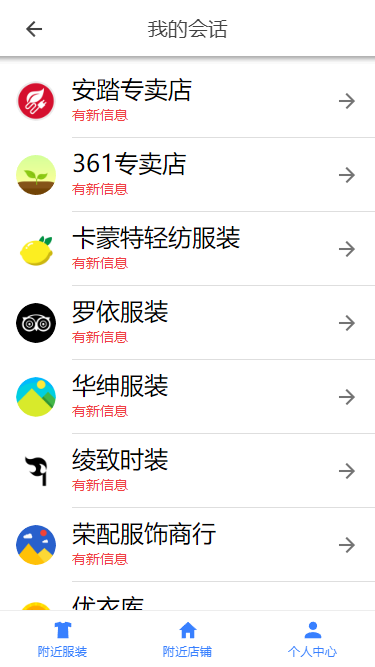 我的会话
安踏专卖店
有新信息
361专卖店
有新信息
卡蒙特轻纺服装
有新信息
罗依服装
有新信息
华绅服装
有新信息
绫致时装
有新信息
荣配服饰商行
有新信息
优衣库
附近服装 附近店铺 个人中心